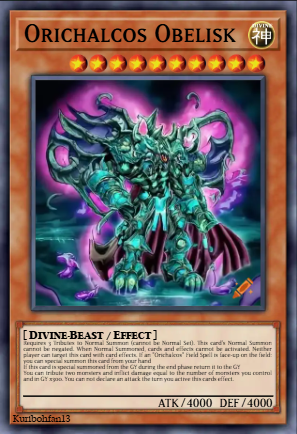 Orichalcos Obelisk
DIVINE
神
[ Divine-Beast / Effect ]
Requires 3 Tributes to Normal Summon (cannot be Normal Set). This card's Normal Summon
cannot be negated. When Normal Summoned, cards and effects cannot be activated. Neither
player can target this card with card effects. If an "Orichalcos" Field Spell is face-up on the field:
you can special summon this card from your hand
If this card is special summoned from the GY during the end phase return it to the GY
You can tribute two monsters and inflict damage equal to the number of monsters you control
and in GY x500. You can not declare an attack the turn you active this card effect.
ATK / 4000 DEF / 4000
Kuribohfan13